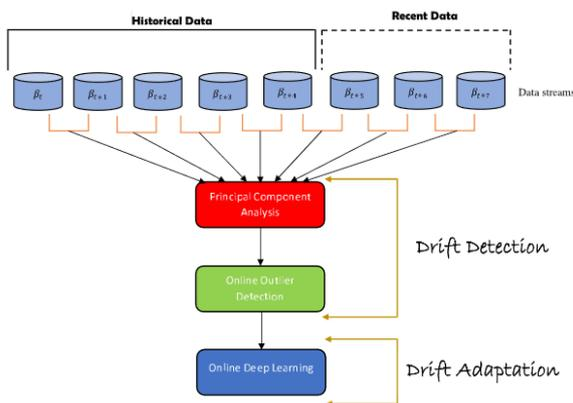 Historical Data
Recent Data
βt
βt+1
βt+2
βt+3
βt+4
βt+5
βt+6
βt+7
Data streams
Principal Component
Analysis
Drift Detection
Online Outlier
Detection
Online Deep Learning
Drift Adaptation